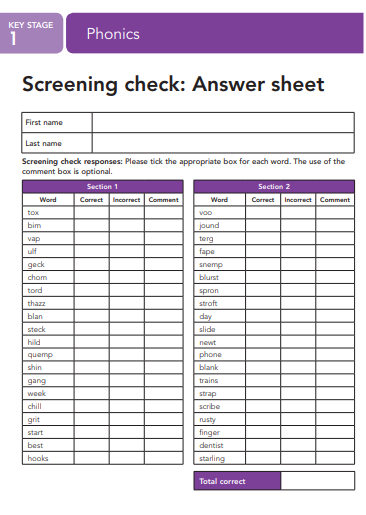 KEY STAGE
1
Phonics
Screening check: Answer sheet
First name
Last name
Screening check responses: Please tick the appropriate box for each word. The use of the
comment box is optional.
Section 1
Word Correct Incorrect Comment
tox
bim
vap
ulf
geck
chom
tord
thazz
blan
steck
hild
quemp
shin
gang
week
chill
grit
start
best
hooks
Section 2
Word Correct Incorrect Comment
voo
jound
terg
fape
snemp
blurst
spron
stroft
day
slide
newt
phone
blank
trains
strap
scribe
rusty
finger
dentist
starling
Total correct